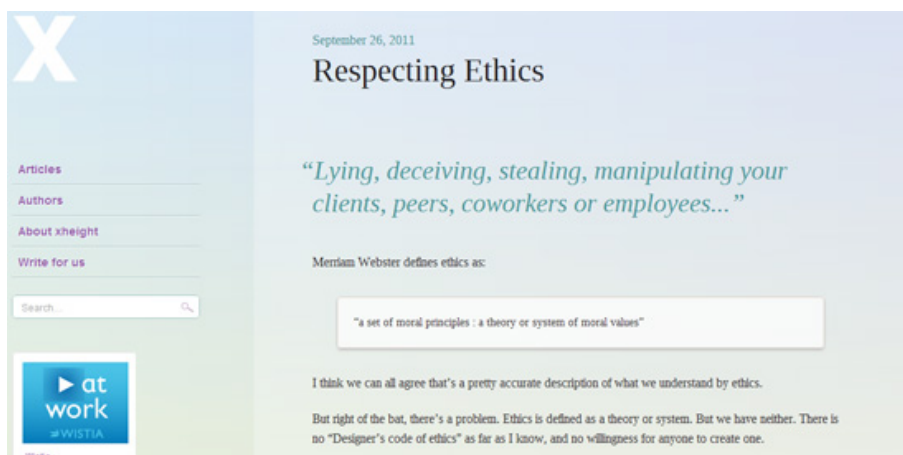 X
September 26, 2011
Respecting Ethics
“Lying, deceiving, stealing, manipulating your
clients, peers, coworkers or employees...”
Articles
Authors
About xheight
Write for us
Search...
at
work
WISTIA
Merriam Webster defines ethics as:
“a set of moral principles : a theory or system of moral values”
I think we can all agree that’s a pretty accurate description of what we understand by ethics.
But right of the bat, there’s a problem. Ethics is defined as a theory or system. But we have neither. There is
no “Designer’s code of ethics” as far as I know, and no willingness for anyone to create one.